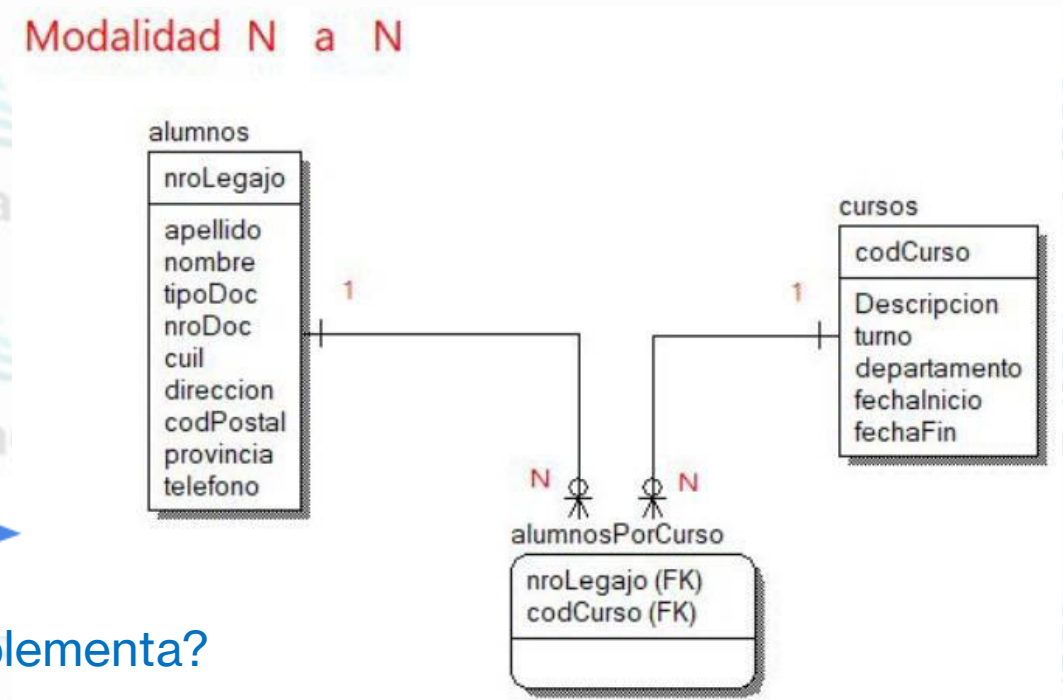 Modalidad N a N
alumnos
nroLegajo
apellido
nombre
tipoDoc
nroDoc
cuil
direccion
codPostal
provincia
telefono
1
1
cursos
codCurso
Descripcion
turno
departamento
fechaInicio
fechaFin
N
N
alumnosPorCurso
nroLegajo (FK)
codCurso (FK)
plementa?